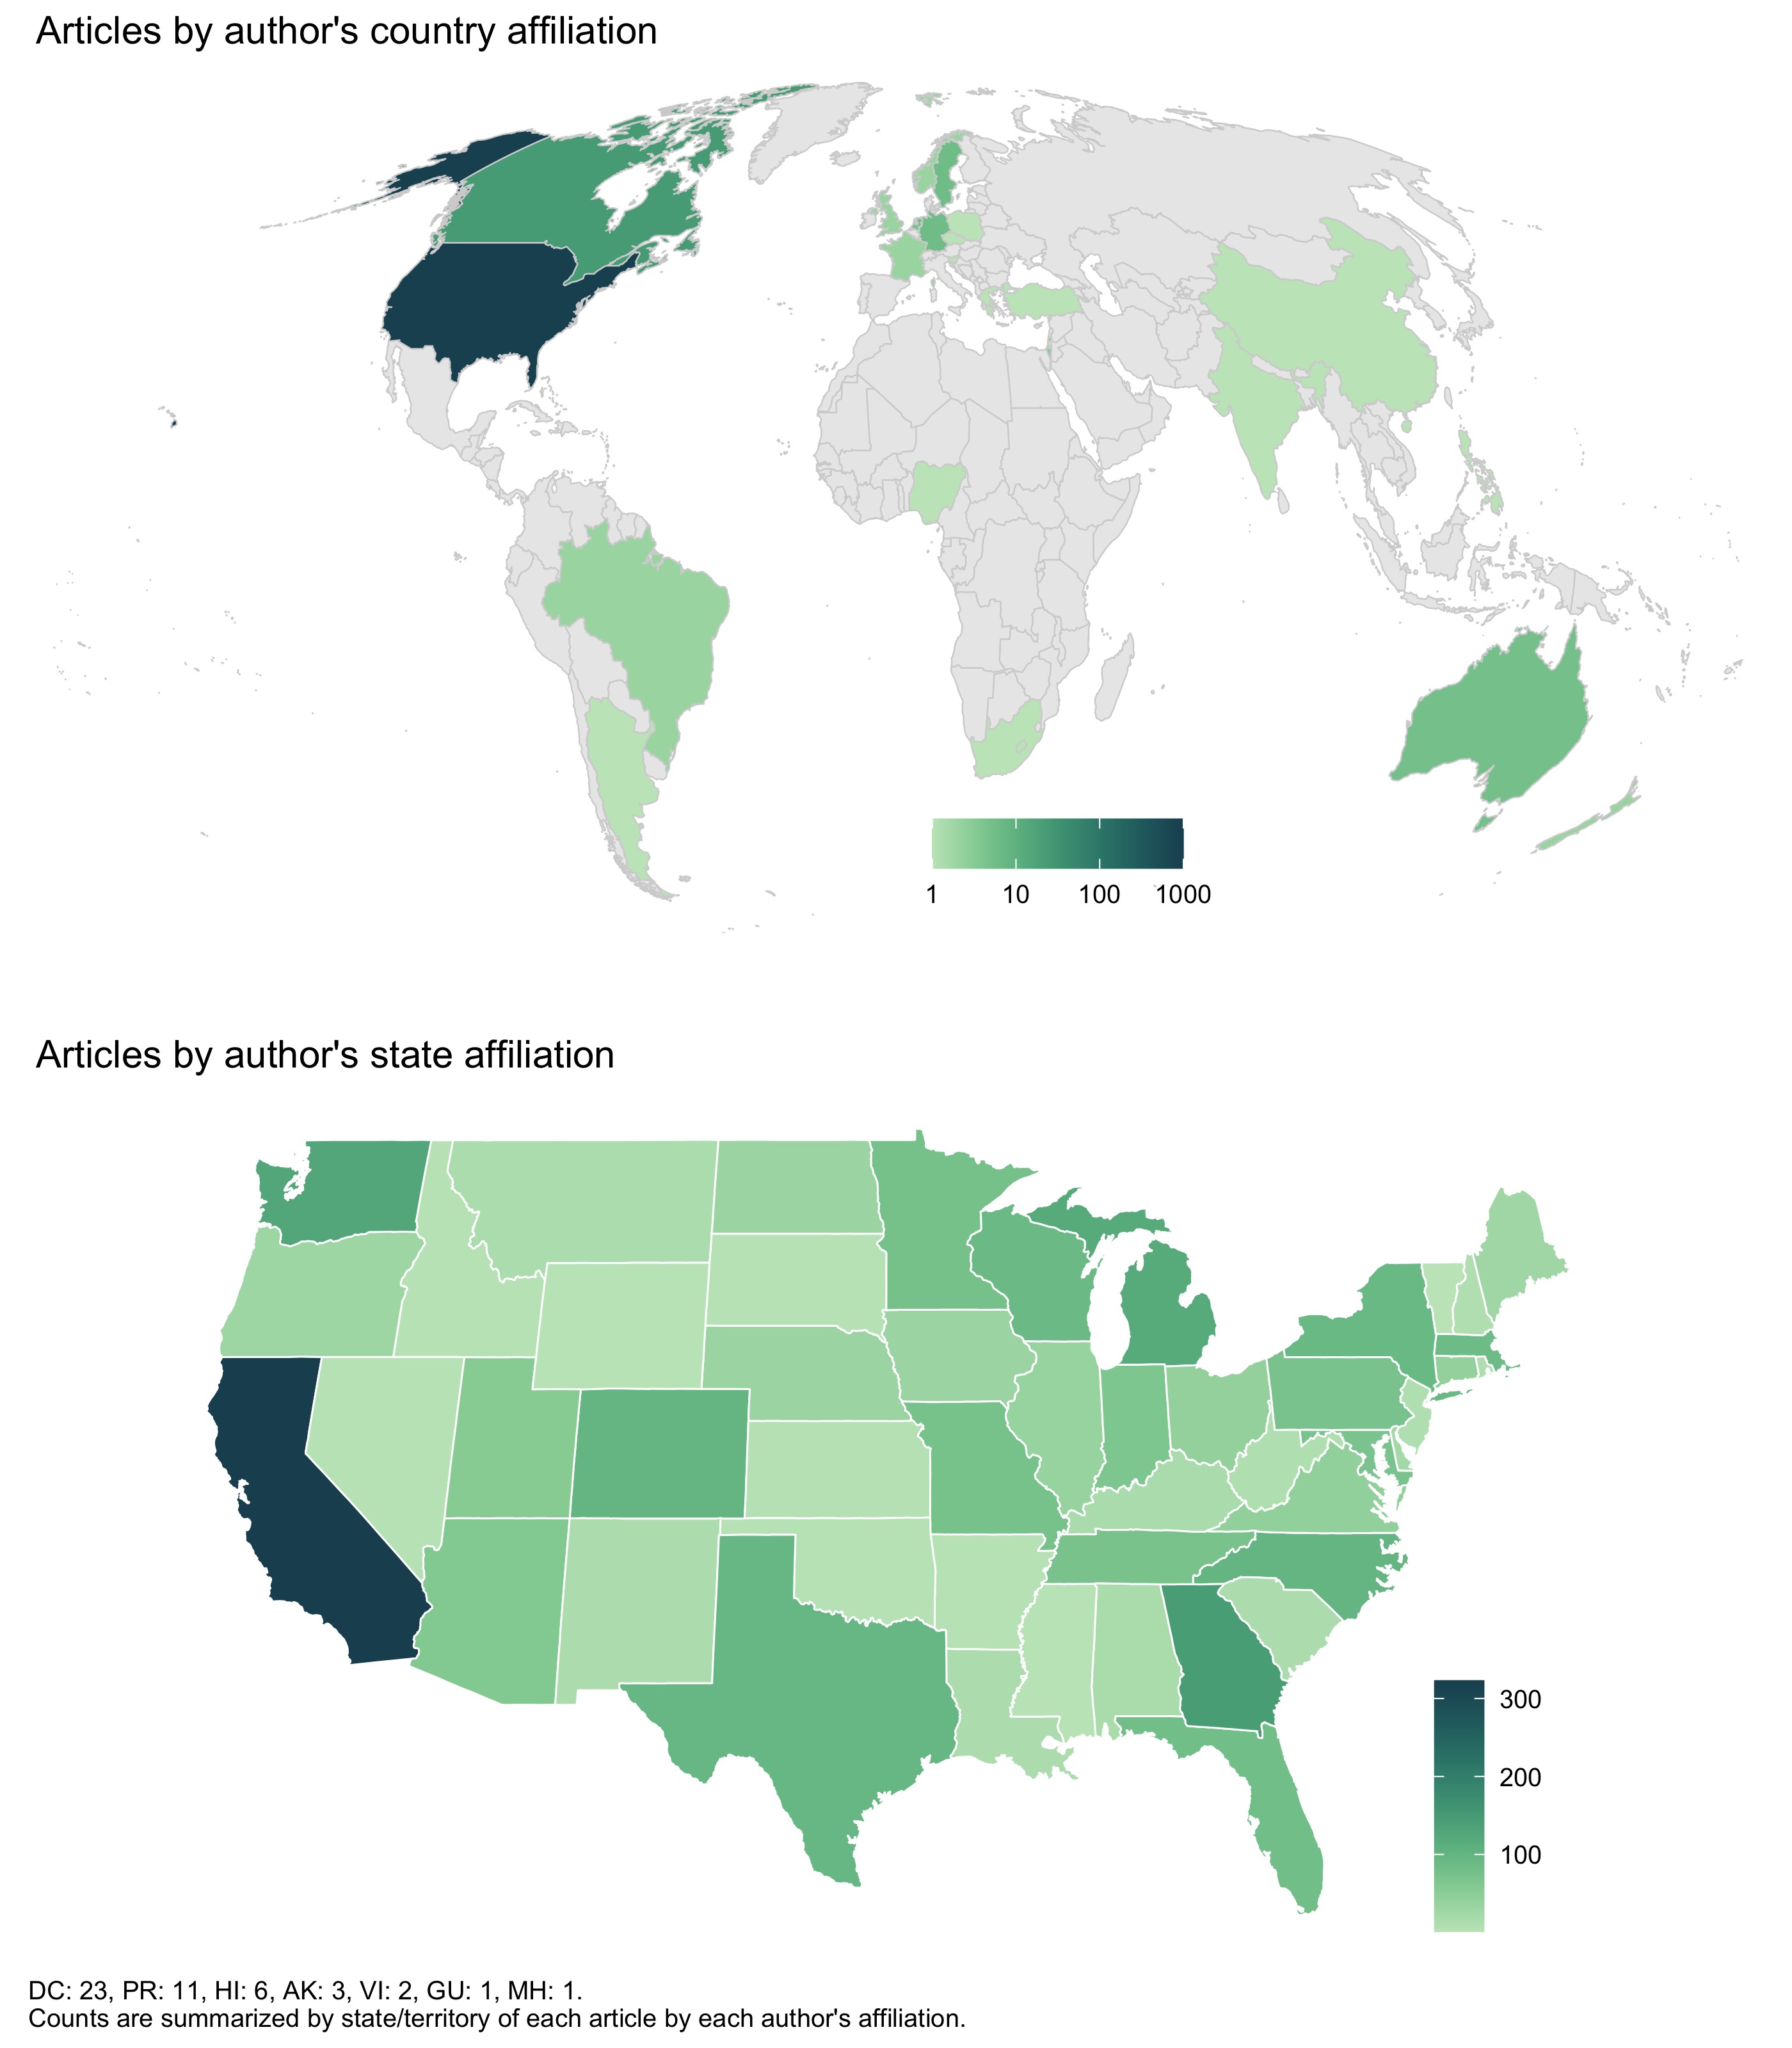 Articles by author's country affiliation
1 10 100 1000
Articles by author's state affiliation
300
200
100
DC: 23, PR: 11, HI: 6, AK: 3, VI: 2, GU: 1, MH: 1.
Counts are summarized by state/territory of each article by each author's affiliation.